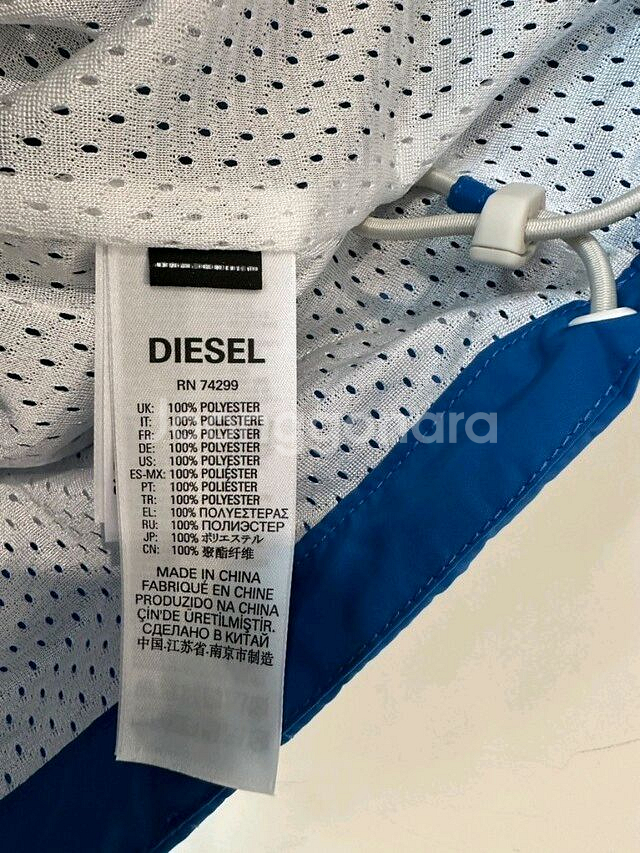 DIESEL
RN 74299
UK: 100% POLYESTER
IT: 100% POLIESTERE
FR: 100% POLYESTER
DE: 100% POLYESTER
US: 100% POLYESTER
ES-MX: 100% POLIÉSTER
PT: 100% POLIÉSTER
TR: 100% POLYESTER
EL: 100% ΠΟΛΥΕΣΤΕΡΑΣ
RU: 100% ПОЛИЭСТЕР
JP: 100% ポリエステル
CN: 100% 聚酯纤维
MADE IN CHINA
FABRIQUÉ EN CHINE
PRODUZIDO NA CHINA
ÇİN'DE ÜRETİLMİŞTİR.
СДЕЛАНО В КИТАЙ
中国.江苏省.南京市制造
Joonggonara